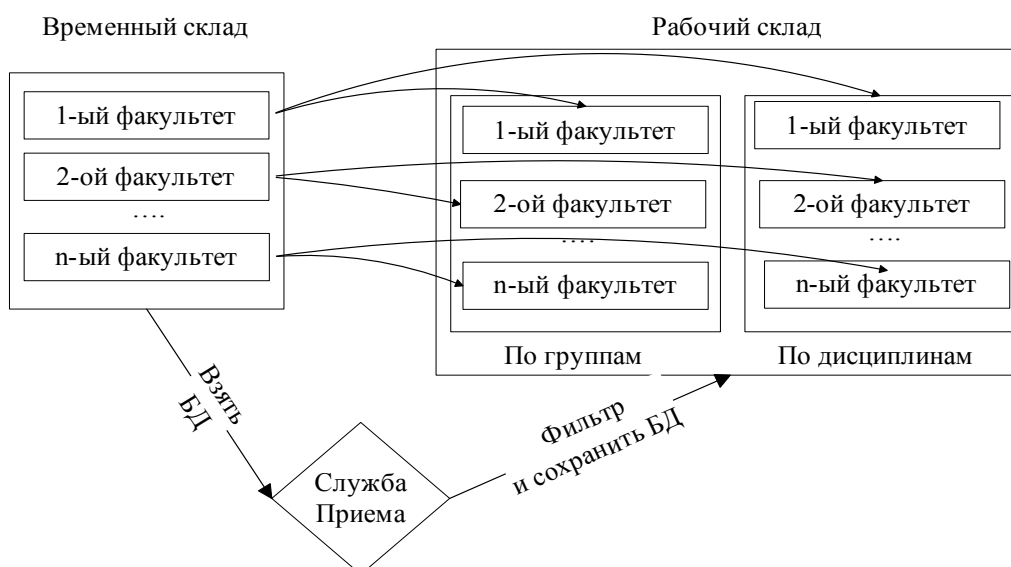 Временный склад
1-ый факультет
2-ой факультет
....
n-ый факультет
Рабочий склад
1-ый факультет
2-ой факультет
....
n-ый факультет
По группам
1-ый факультет
2-ой факультет
....
n-ый факультет
По дисциплинам
Взять
БД
Служба
Приема
Фильтр
и сохранить БД